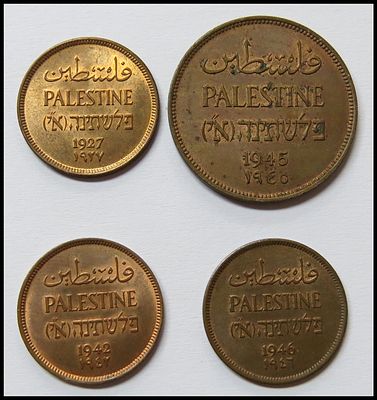 فلسطين
PALESTINE
פלשתינה (א״י)
1927
١٩٢٧
فلسطين
PALESTINE
פלשתינה (א״י)
1945
١٩٤٥
فلسطين
PALESTINE
פלשתינה (א״י)
1942
١٩٤٢
فلسطين
PALESTINE
פלשתינה (א״י)
1946
١٩٤٦